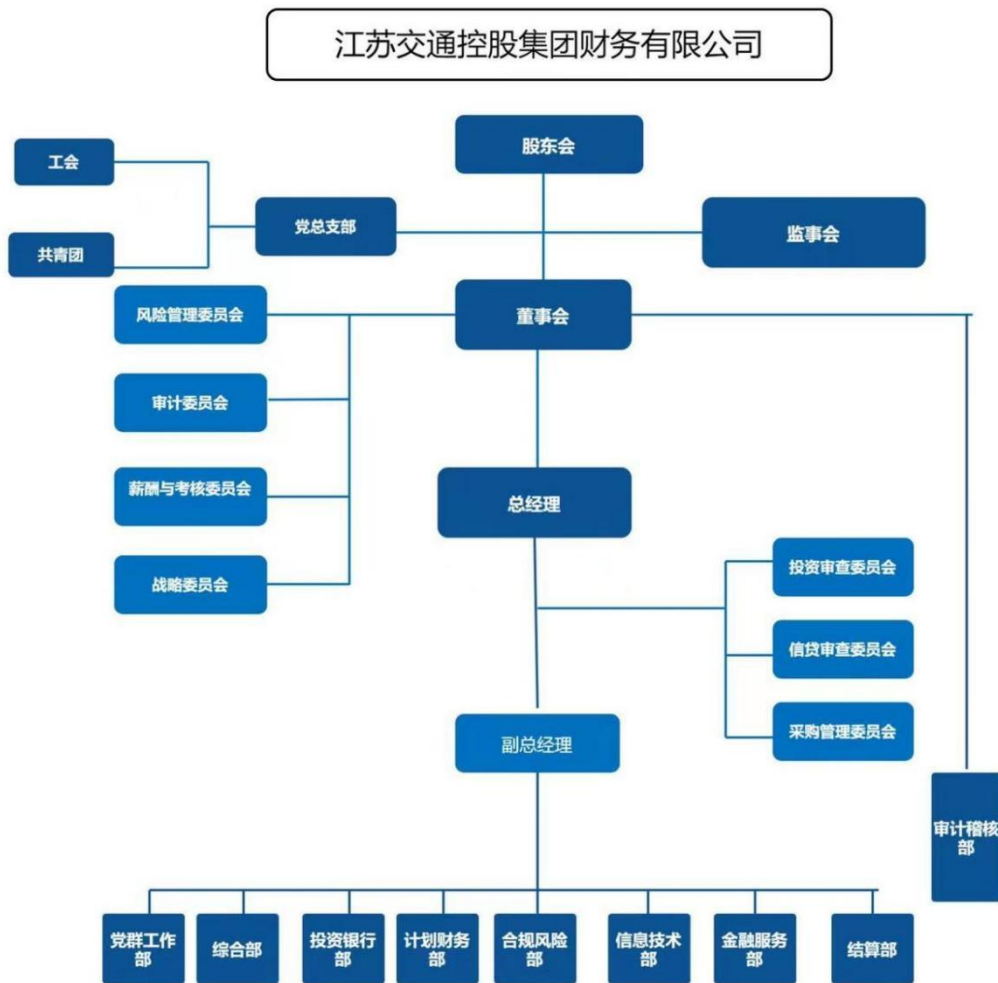 江苏交通控股集团财务有限公司
股东会
工会
党总支部
监事会
共青团
董事会
风险管理委员会
审计委员会
薪酬与考核委员会
总经理
战略委员会
投资审查委员会
信贷审查委员会
采购管理委员会
副总经理
审计稽核
部
党群工作
部
综合部
投资银行
部
计划财务
部
合规风险
部
信息技术
部
金融服务
部
结算部